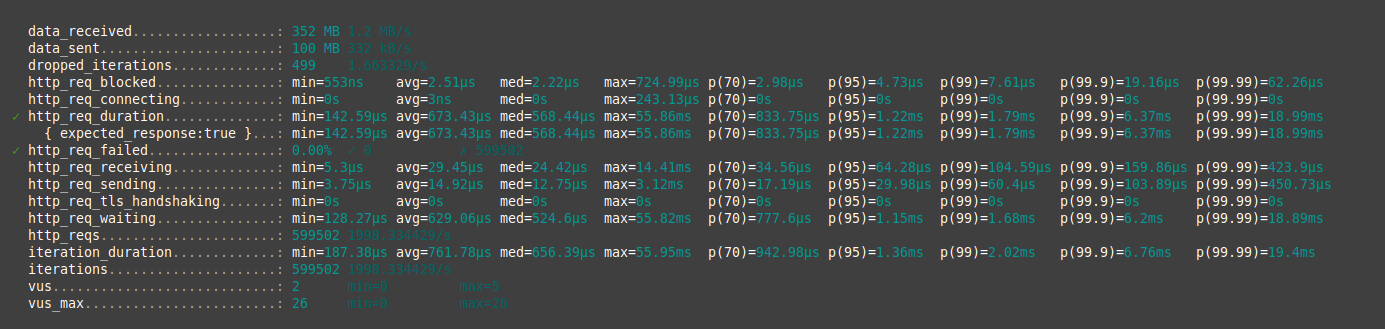 data_received..................: 352 MB 1.2 MB/s
data_sent......................: 100 MB 332 kB/s
dropped_iterations.............: 499    1.663329/s
http_req_blocked...............: min=553ns    avg=2.51µs   med=2.22µs   max=724.99µs p(70)=2.98µs   p(95)=4.73µs  p(99)=7.61µs   p(99.9)=19.16µs  p(99.99)=62.26µs
http_req_connecting............: min=0s       avg=3ns      med=0s       max=243.13µs p(70)=0s       p(95)=0s      p(99)=0s       p(99.9)=0s       p(99.99)=0s
✓ http_req_duration..............: min=142.59µs avg=673.43µs med=568.44µs max=55.86ms  p(70)=833.75µs p(95)=1.22ms  p(99)=1.79ms   p(99.9)=6.37ms   p(99.99)=18.99ms
{ expected_response:true }...: min=142.59µs avg=673.43µs med=568.44µs max=55.86ms  p(70)=833.75µs p(95)=1.22ms  p(99)=1.79ms   p(99.9)=6.37ms   p(99.99)=18.99ms
✓ http_req_failed................: 0.00%  ✓ 0           ✗ 599502
http_req_receiving.............: min=5.3µs    avg=29.45µs  med=24.42µs  max=14.41ms  p(70)=34.56µs  p(95)=64.28µs p(99)=104.59µs p(99.9)=159.86µs p(99.99)=423.9µs
http_req_sending...............: min=3.75µs   avg=14.92µs  med=12.75µs  max=3.12ms   p(70)=17.19µs  p(95)=29.98µs p(99)=60.4µs   p(99.9)=103.89µs p(99.99)=450.73µs
http_req_tls_handshaking.......: min=0s       avg=0s       med=0s       max=0s       p(70)=0s       p(95)=0s      p(99)=0s       p(99.9)=0s       p(99.99)=0s
http_req_waiting...............: min=128.27µs avg=629.06µs med=524.6µs  max=55.82ms  p(70)=777.6µs  p(95)=1.15ms  p(99)=1.68ms   p(99.9)=6.2ms    p(99.99)=18.89ms
http_reqs......................: 599502 1998.334429/s
iteration_duration.............: min=187.38µs avg=761.78µs med=656.39µs max=55.95ms  p(70)=942.98µs p(95)=1.36ms  p(99)=2.02ms   p(99.9)=6.76ms   p(99.99)=19.4ms
iterations.....................: 599502 1998.334429/s
vus............................: 2      min=0         max=5
vus_max........................: 26     min=0         max=26